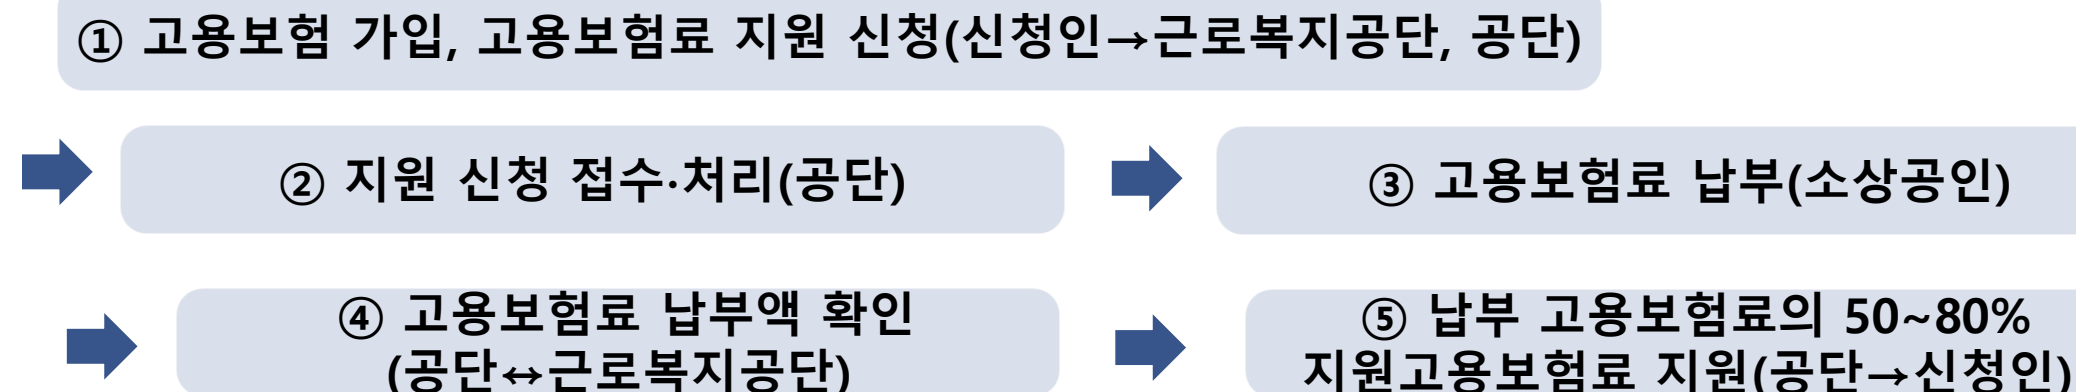 ① 고용보험 가입, 고용보험료 지원 신청(신청인→근로복지공단, 공단)
② 지원 신청 접수·처리(공단)
③ 고용보험료 납부(소상공인)
④ 고용보험료 납부액 확인
(공단↔근로복지공단)
⑤ 납부 고용보험료의 50~80%
지원고용보험료 지원(공단→신청인)